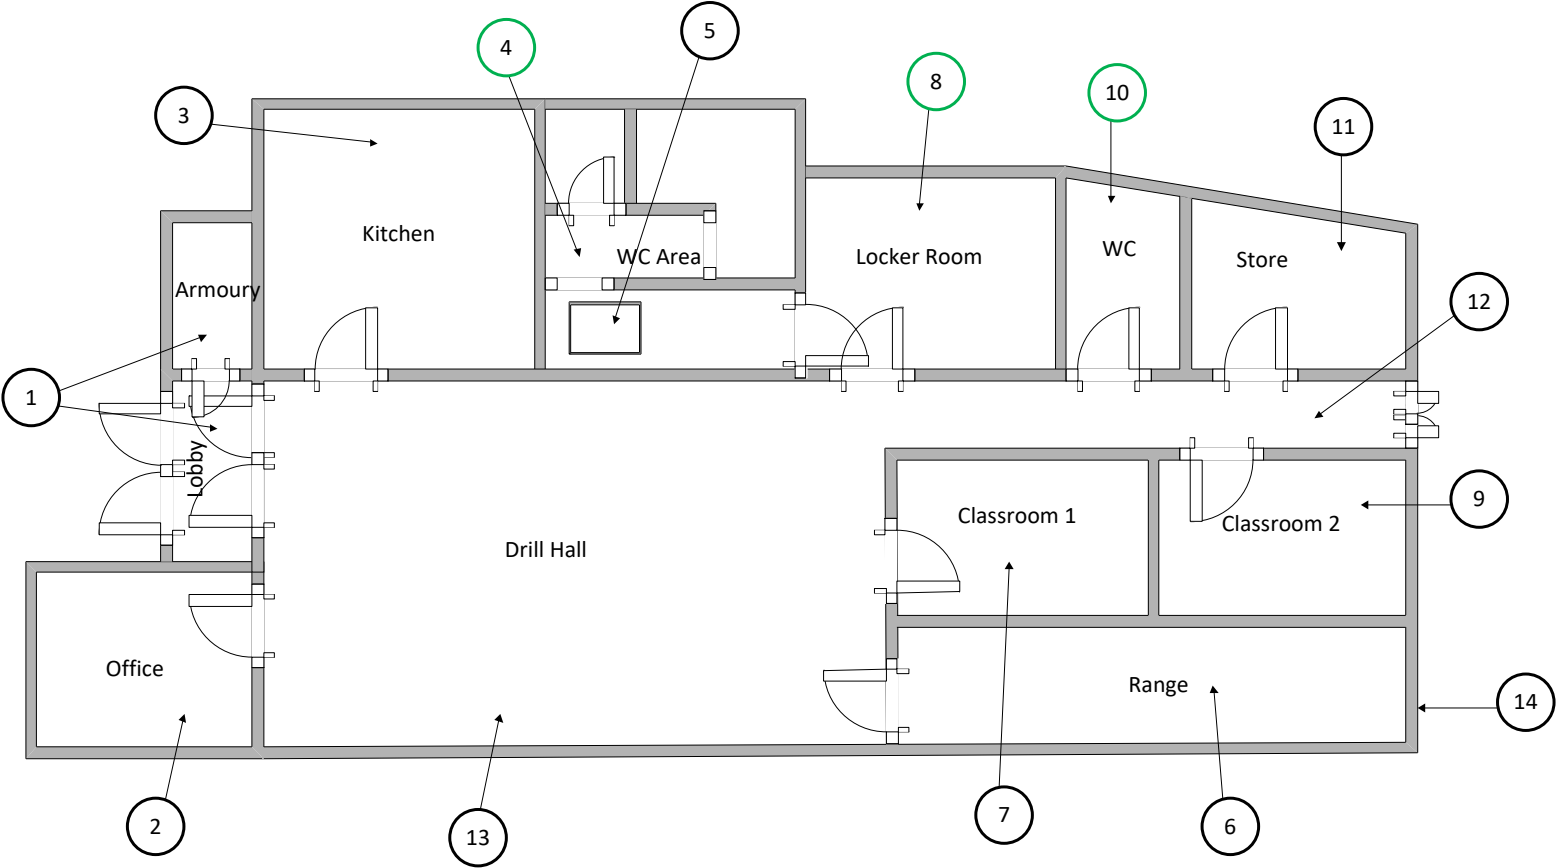 5
4
8
10
3
11
Kitchen
WC Area
Locker Room
WC
Store
Armoury
12
1
Lobby
9
Classroom 1
Classroom 2
Drill Hall
Office
Range
14
2
13
7
6